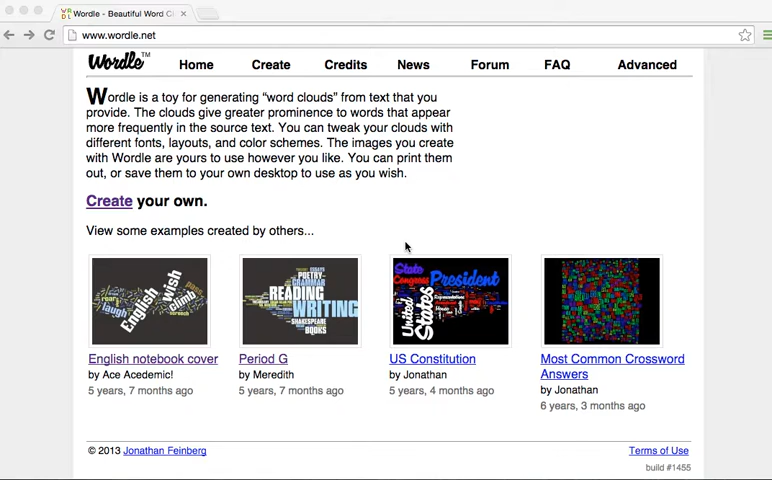 Wordle - Beautiful Word Cl
www.wordle.net
Wordle™ Home Create Credits News Forum FAQ Advanced
Wordle is a toy for generating “word clouds” from text that you
provide. The clouds give greater prominence to words that appear
more frequently in the source text. You can tweak your clouds with
different fonts, layouts, and color schemes. The images you create
with Wordle are yours to use however you like. You can print them
out, or save them to your own desktop to use as you wish.
Create your own.
View some examples created by others...
English wish climb laugh
POETRY
GRAMMAR
READING
WRITING
SHAKESPEARE
BOOKS
State
Congress President
United States
English notebook cover
by Ace Acedemic!
5 years, 7 months ago
Period G
by Meredith
5 years, 7 months ago
US Constitution
by Jonathan
5 years, 4 months ago
Most Common Crossword
Answers
by Jonathan
6 years, 3 months ago
© 2013 Jonathan Feinberg
Terms of Use
build #1455